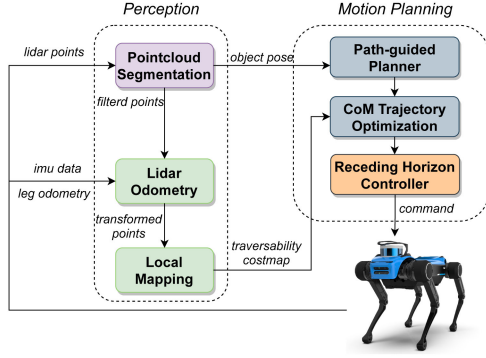 Perception
Motion Planning
lidar points
Pointcloud
Segmentation
object pose
Path-guided
Planner
filterd points
CoM Trajectory
Optimization
imu data
leg odometry
Lidar
Odometry
Receding Horizon
Controller
transformed
points
command
Local
Mapping
traversability
costmap